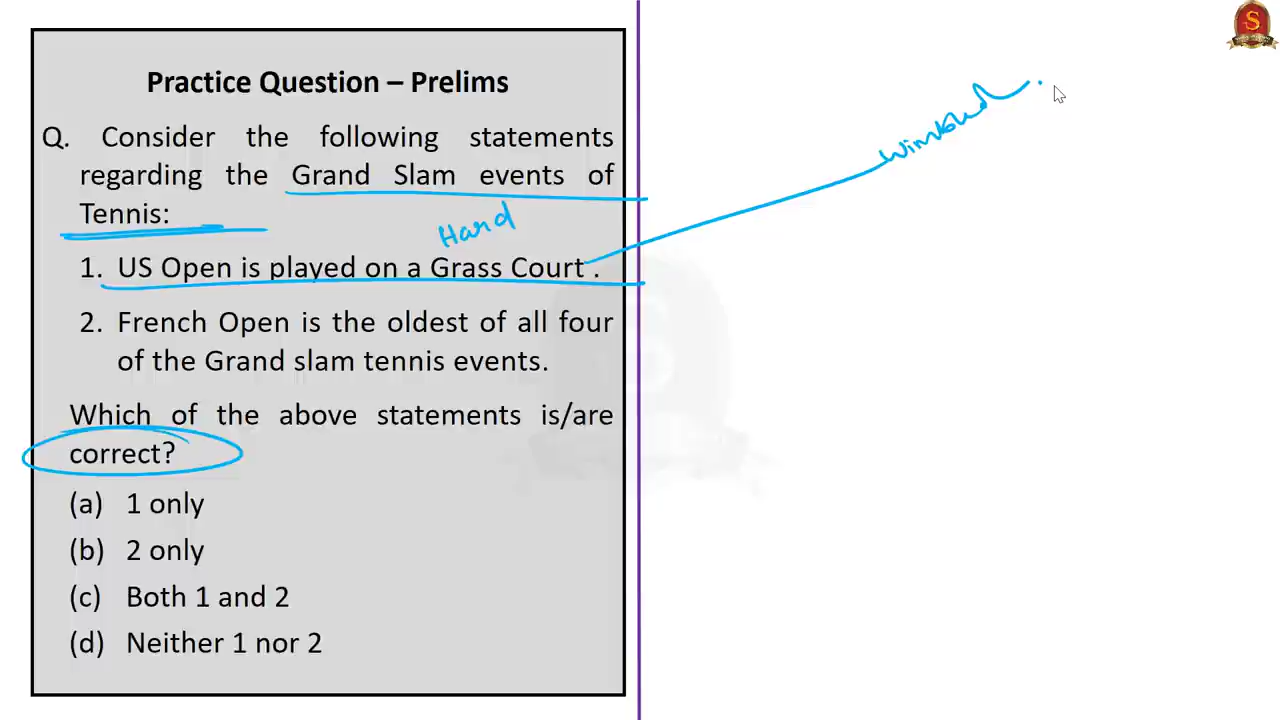 Practice Question – Prelims
Q. Consider the following statements
regarding the Grand Slam events of
Tennis:
Hard
1. US Open is played on a Grass Court .
2. French Open is the oldest of all four
of the Grand slam tennis events.
Which of the above statements is/are
correct?
(a) 1 only
(b) 2 only
(c) Both 1 and 2
(d) Neither 1 nor 2
S